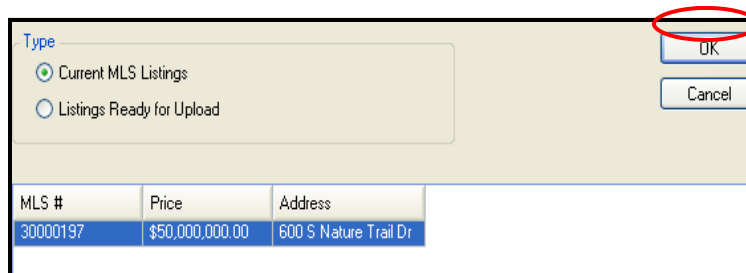 Type
Current MLS Listings
Listings Ready for Upload
OK
Cancel
MLS # Price Address
30000197 $50,000,000.00 600 S Nature Trail Dr